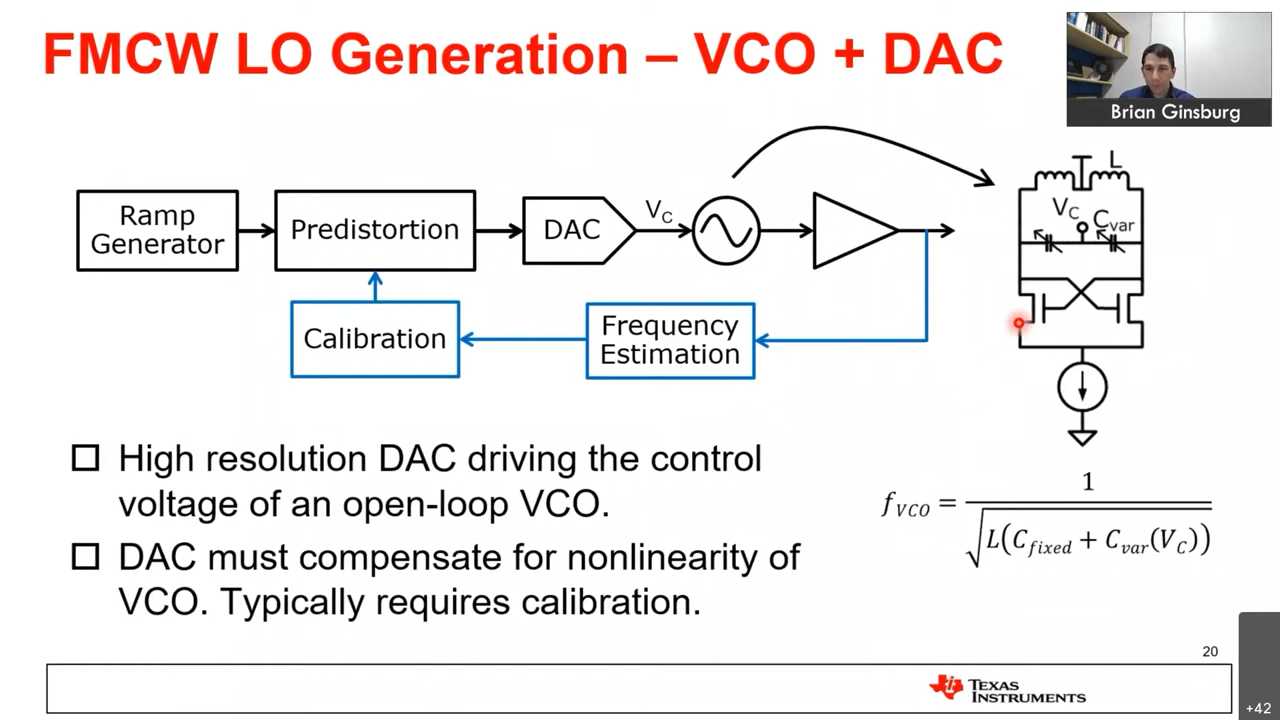 FMCW LO Generation – VCO + DAC
Brian Ginsburg
Ramp
Generator
Predistortion
DAC
V_C
L
V_C
C_var
Calibration
Frequency
Estimation
☐ High resolution DAC driving the control
voltage of an open-loop VCO.
☐ DAC must compensate for nonlinearity of
VCO. Typically requires calibration.
f_VCO = 1 / √(L(C_fixed + C_var(V_C)))
20
TEXAS
INSTRUMENTS
+42